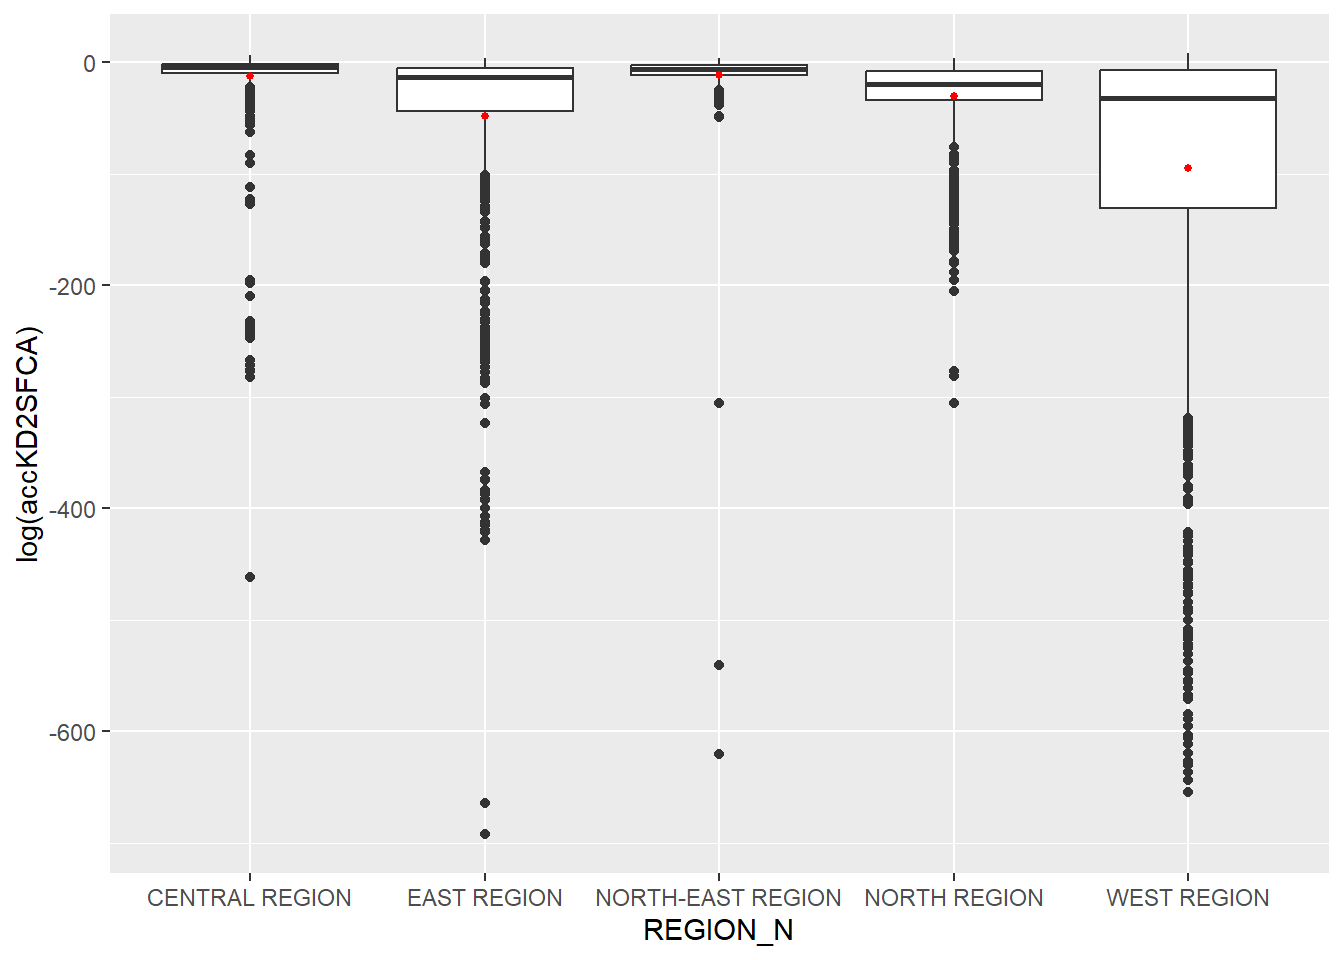 log(accKD2SFCA)
0
-200
-400
-600
CENTRAL REGION
EAST REGION
NORTH-EAST REGION
NORTH REGION
WEST REGION
REGION_N